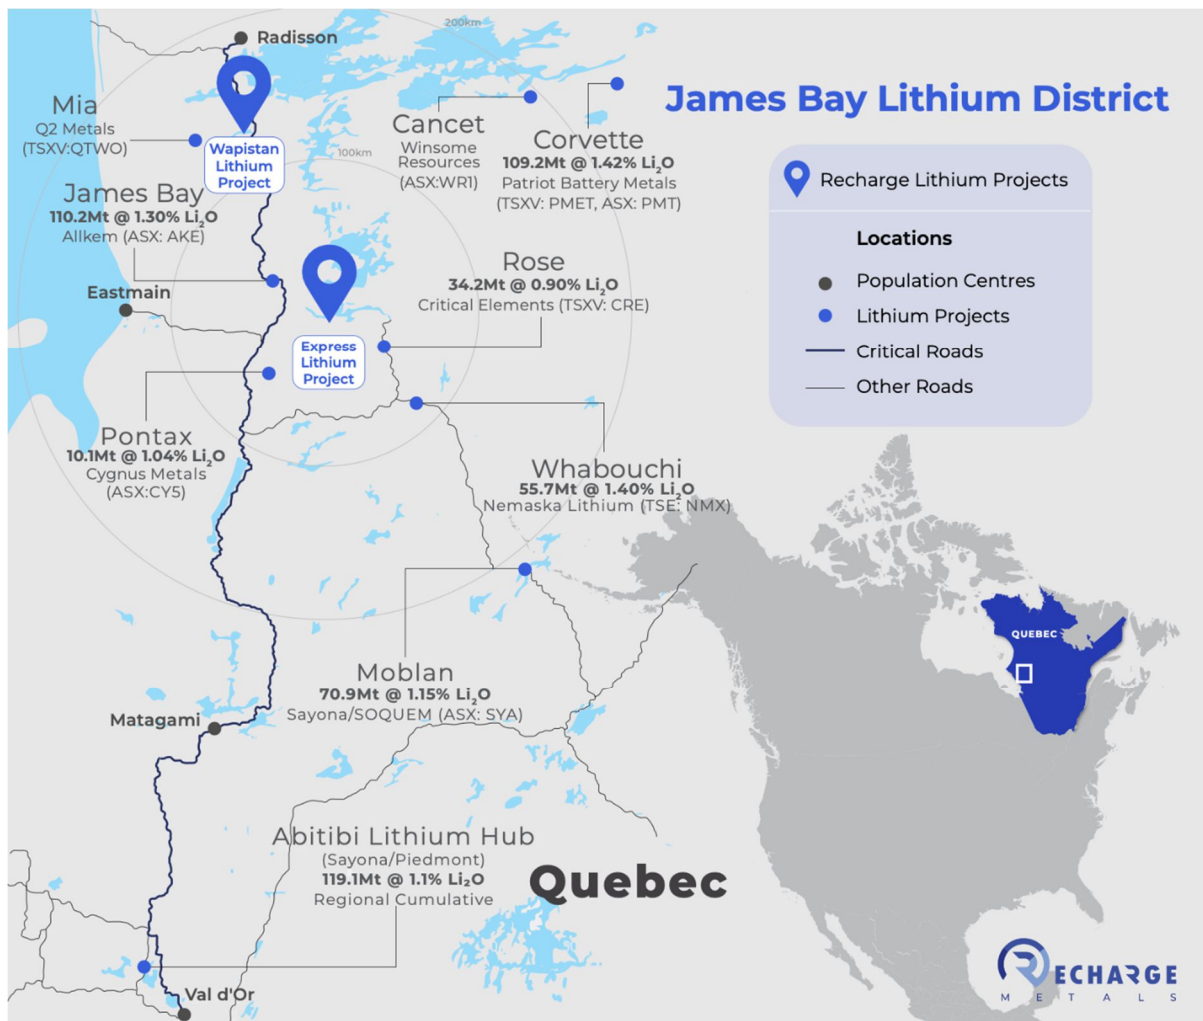 200km
Radisson
James Bay Lithium District
Mia
Q2 Metals
(TSXV:QTWO)
Wapistan
Lithium
Project
100km
Cancet
Winsome
Resources
(ASX:WR1)
Corvette
109.2Mt @ 1.42% Li₂O
Patriot Battery Metals
(TSXV: PMET, ASX: PMT)
Recharge Lithium Projects
Locations
Population Centres
Lithium Projects
Critical Roads
Other Roads
James Bay
110.2Mt @ 1.30% Li₂O
Allkem (ASX: AKE)
Eastmain
Rose
34.2Mt @ 0.90% Li₂O
Critical Elements (TSXV: CRE)
Express
Lithium
Project
Pontax
10.1Mt @ 1.04% Li₂O
Cygnus Metals
(ASX:CY5)
Whabouchi
55.7Mt @ 1.40% Li₂O
Nemaska Lithium (TSE: NMX)
QUEBEC
Moblan
70.9Mt @ 1.15% Li₂O
Sayona/SOQUEM (ASX: SYA)
Matagami
Abitibi Lithium Hub
(Sayona/Piedmont)
119.1Mt @ 1.1% Li₂O
Regional Cumulative
Quebec
Val d'Or
RECHARGE
METALS